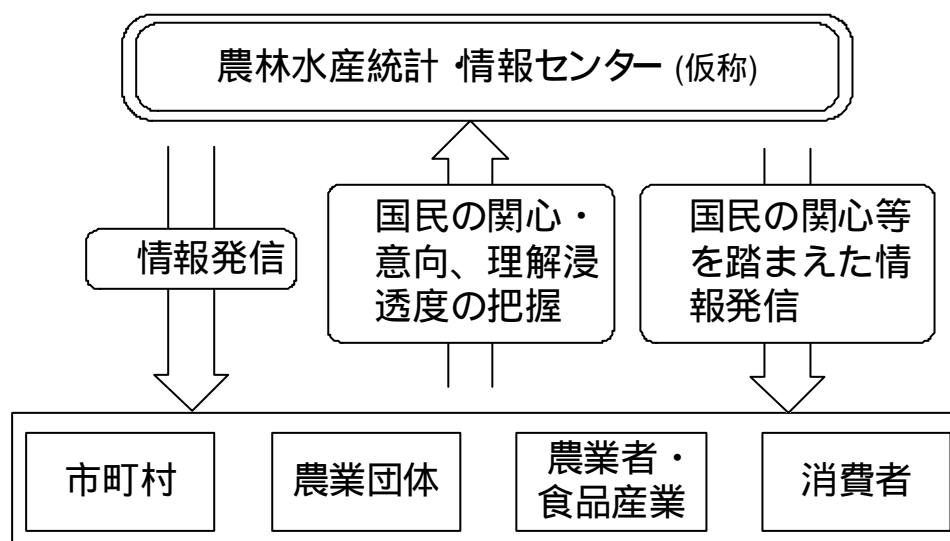 農林水産統計・情報センター(仮称)
情報発信
国民の関心・
意向、理解浸
透度の把握
国民の関心等
を踏まえた情
報発信
市町村
農業団体
農業者・
食品産業
消費者